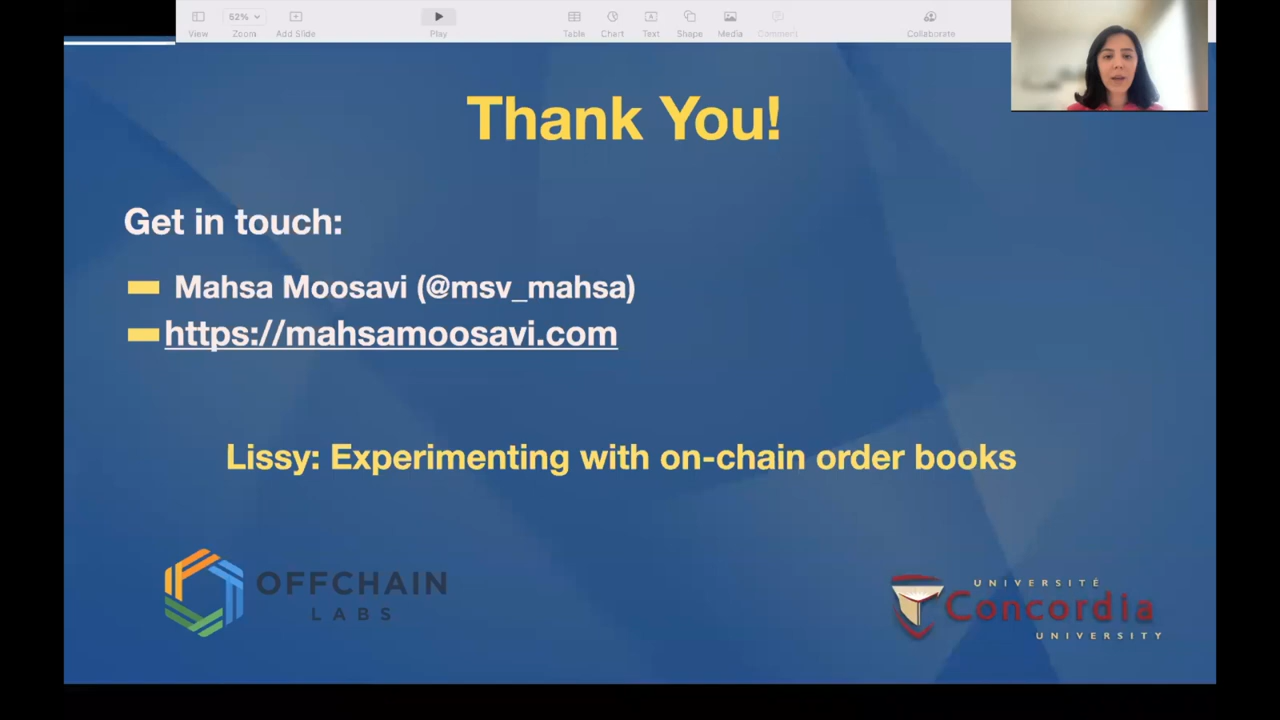 52%
View
Zoom
Add Slide
Play
Table
Chart
Text
Shape
Media
Comment
Collaborate
Thank You!
Get in touch:
Mahsa Moosavi (@msv_mahsa)
https://mahsamoosavi.com
Lissy: Experimenting with on-chain order books
OFFCHAIN
LABS
UNIVERSITÉ
Concordia
UNIVERSITY